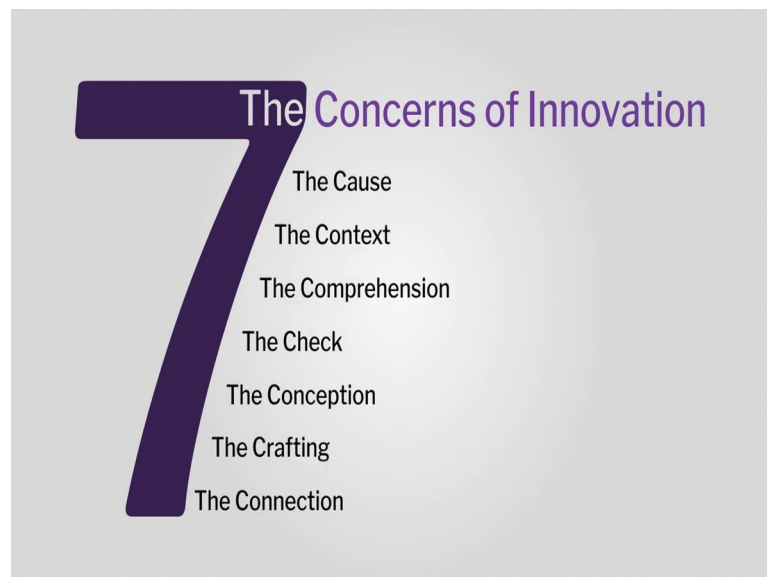 7 The Concerns of Innovation
The Cause
The Context
The Comprehension
The Check
The Conception
The Crafting
The Connection